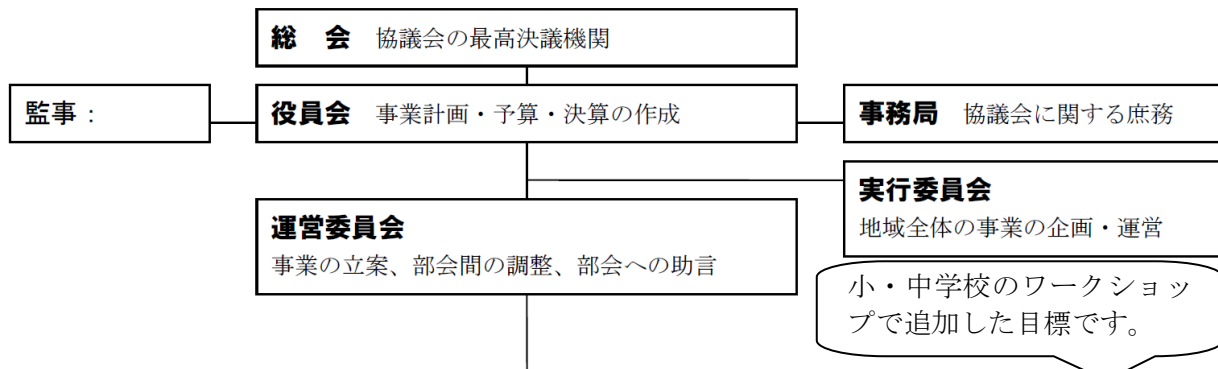 総　会　協議会の最高決議機関
監事：
役員会　事業計画・予算・決算の作成
事務局　協議会に関する庶務
実行委員会
地域全体の事業の企画・運営
運営委員会
事業の立案、部会間の調整、部会への助言
小・中学校のワークショッ
プで追加した目標です。